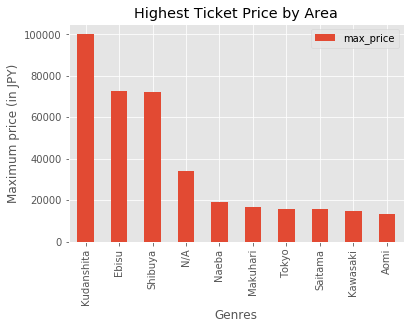 Highest Ticket Price by Area
max_price
Maximum price (in JPY)
100000
80000
60000
40000
20000
0
Kudanshita
Ebisu
Shibuya
N/A
Naeba
Makuhari
Tokyo
Saitama
Kawasaki
Aomi
Genres